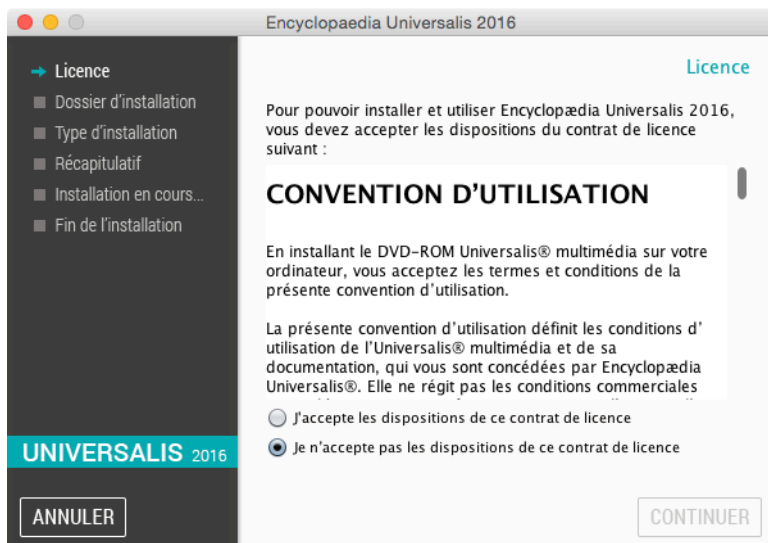 Encyclopaedia Universalis 2016
Licence
Dossier d'installation
Type d'installation
Récapitulatif
Installation en cours...
Fin de l'installation
UNIVERSALIS 2016
ANNULER
Licence
Pour pouvoir installer et utiliser Encyclopædia Universalis 2016,
vous devez accepter les dispositions du contrat de licence
suivant :
CONVENTION D'UTILISATION
En installant le DVD-ROM Universalis® multimédia sur votre
ordinateur, vous acceptez les termes et conditions de la
présente convention d'utilisation.
La présente convention d'utilisation définit les conditions d'
utilisation de l'Universalis® multimédia et de sa
documentation, qui vous sont concédées par Encyclopædia
Universalis®. Elle ne régit pas les conditions commerciales
J'accepte les dispositions de ce contrat de licence
Je n'accepte pas les dispositions de ce contrat de licence
CONTINUER